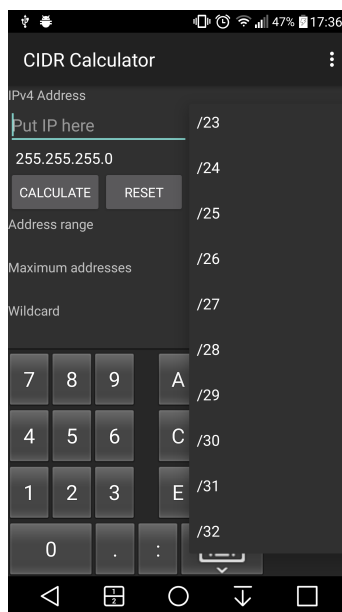 47% 17:36
CIDR Calculator
IPv4 Address
Put IP here
255.255.255.0
CALCULATE RESET
Address range
Maximum addresses
Wildcard
/23
/24
/25
/26
/27
/28
/29
/30
/31
/32
7 8 9 A
4 5 6 C
1 2 3 E
0 . :
1
2